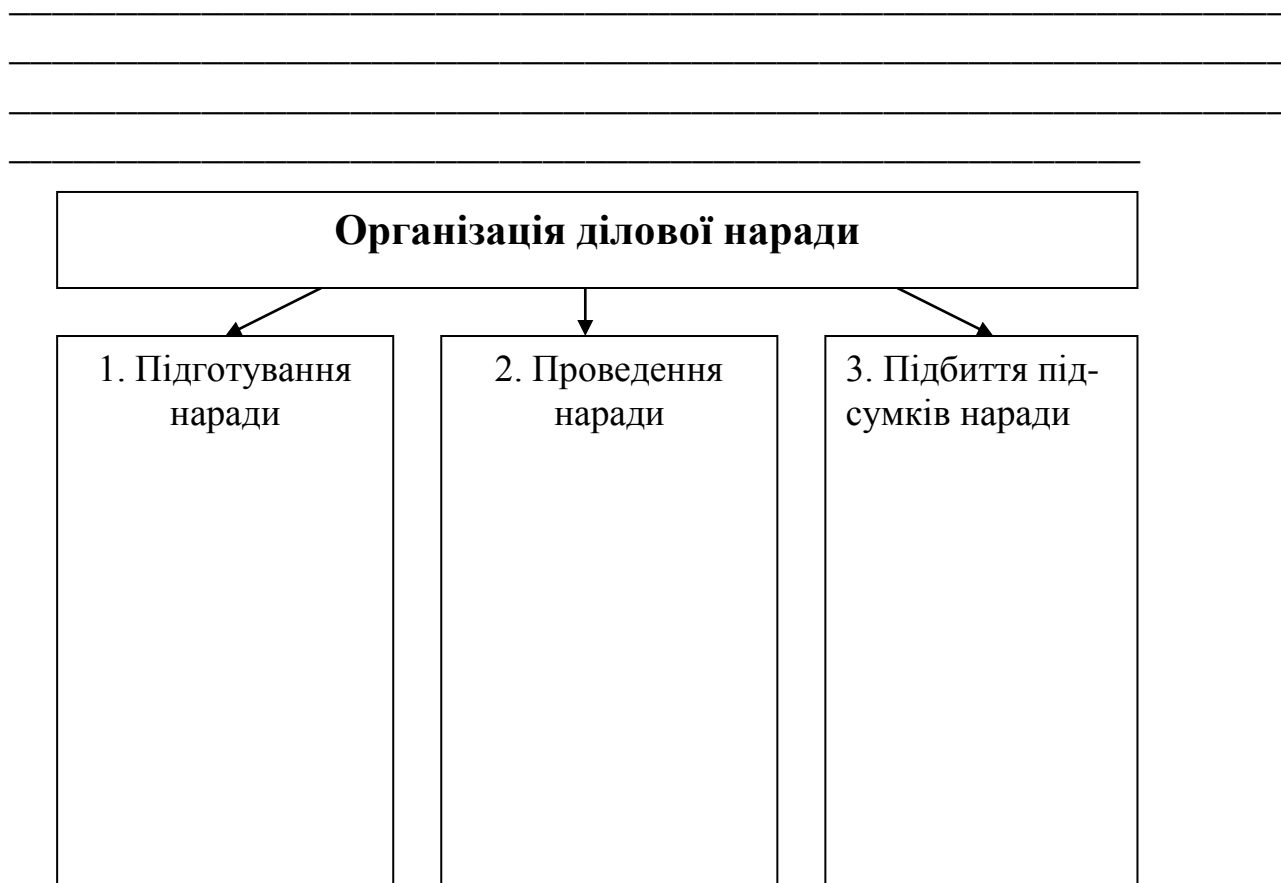 Організація ділової наради
1. Підготування
наради
2. Проведення
наради
3. Підбиття під-
сумків наради